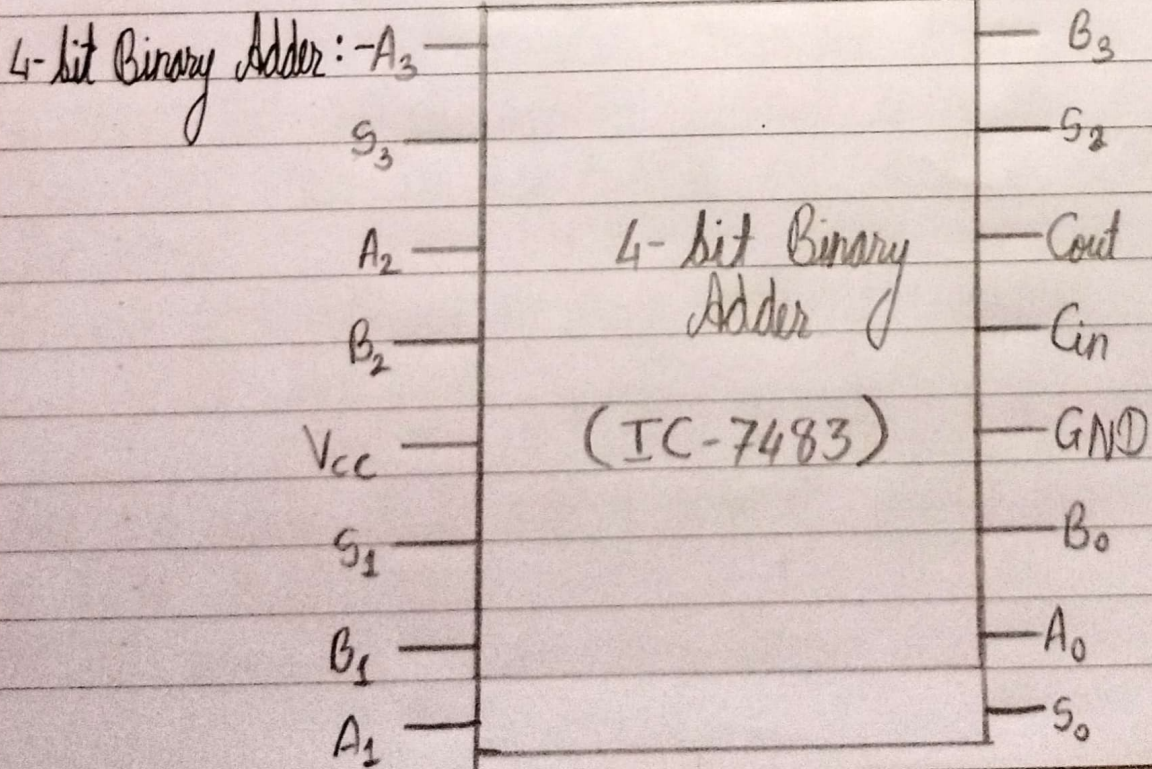 4-bit Binary Adder:-
A₃
S₃
A₂
B₂
Vcc
S₁
B₁
A₁
4-bit Binary
Adder
(IC-7483)
B₃
S₂
Cout
Cin
GND
B₀
A₀
S₀